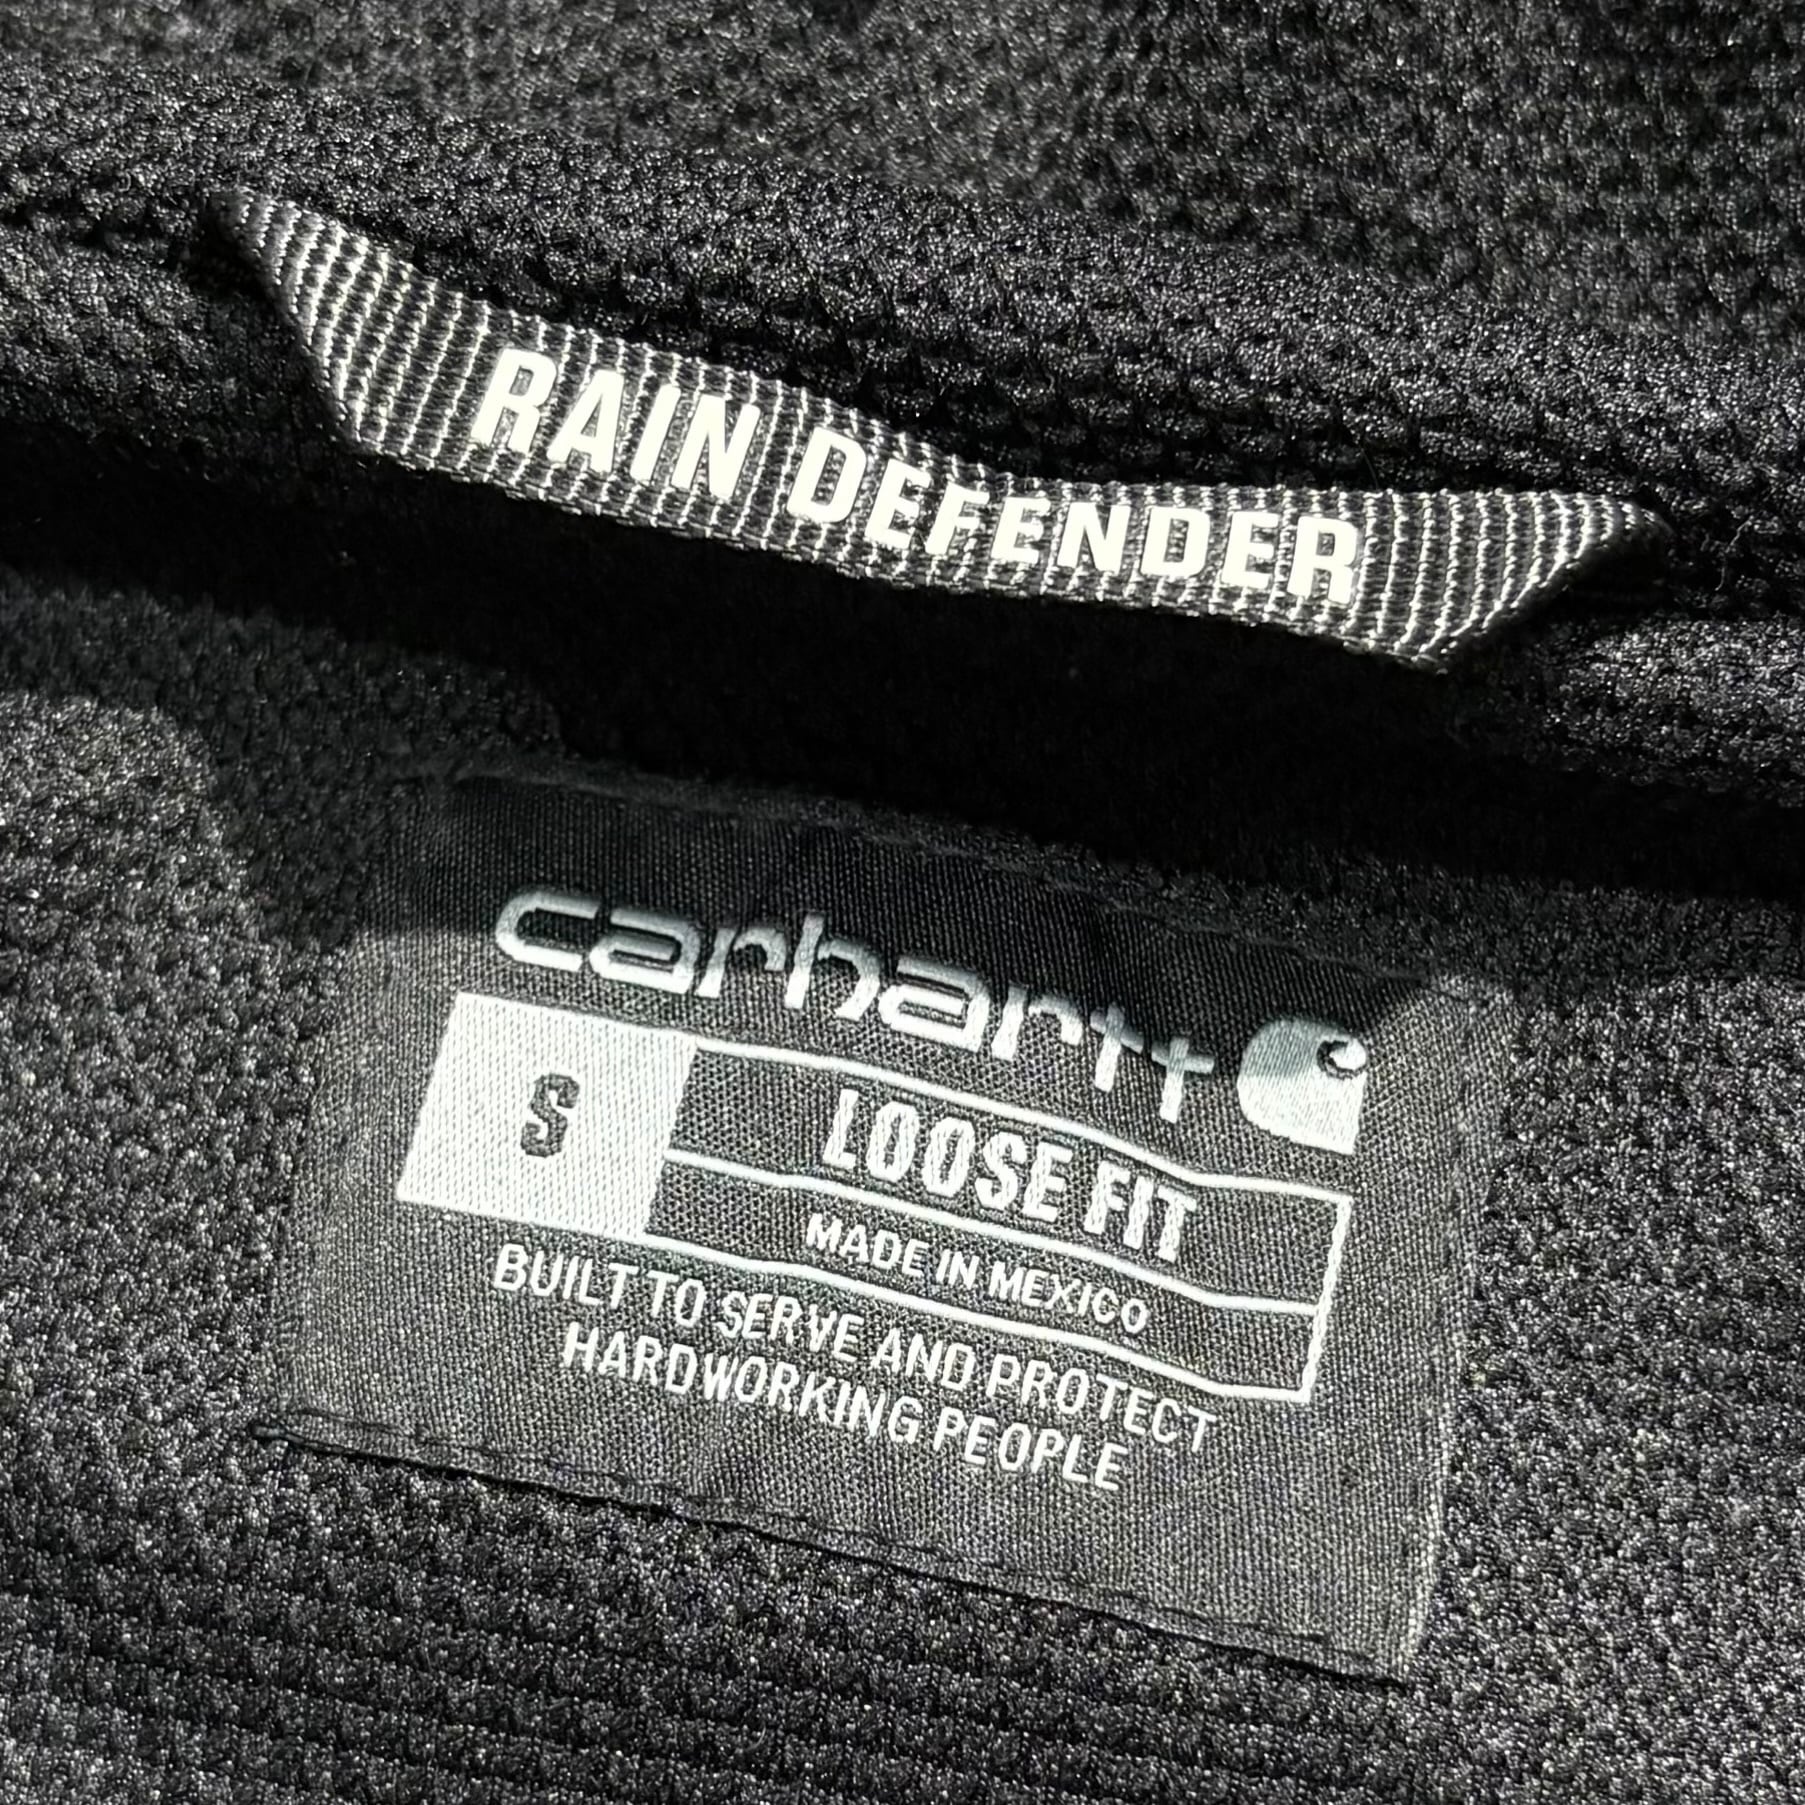 RAIN DEFENDER
carhartt
S
LOOSE FIT
MADE IN MEXICO
BUILT TO SERVE AND PROTECT
HARDWORKING PEOPLE